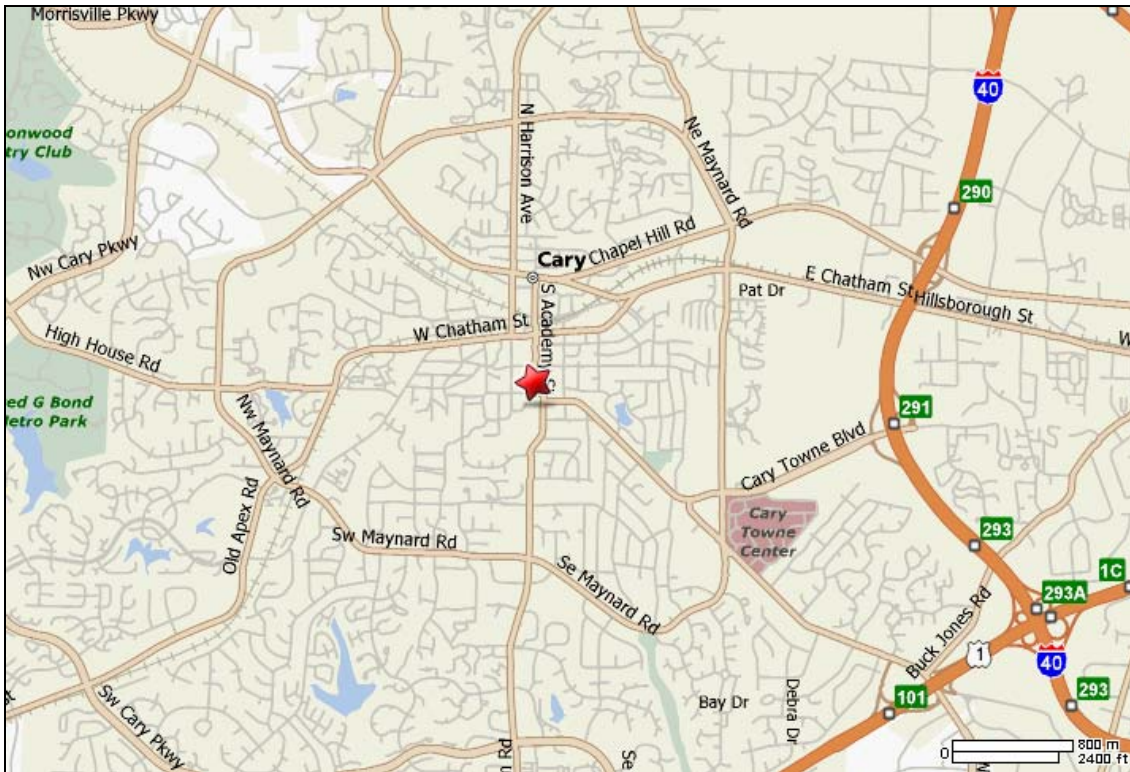 Morrisville Pkwy
40
onwood
try Club
N Harrison Ave
Ne Maynard Rd
290
Nw Cary Pkwy
Cary
Chapel Hill Rd
E Chatham St
Hillsborough St
Pat Dr
S Academy
W Chatham St
W
High House Rd
ed G Bond
Metro Park
Nw Maynard Rd
291
Cary Towne Blvd
Old Apex Rd
Sw Maynard Rd
Cary
Towne
Center
293
Se Maynard Rd
1C
293A
Buck Jones Rd
1
40
Sw Cary Pkwy
Bay Dr
Debra Dr
101
293
Se
800 m
0
2400 ft